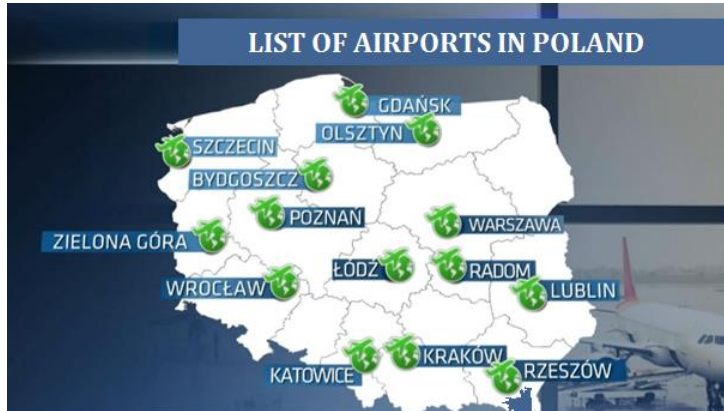 LIST OF AIRPORTS IN POLAND
GDAŃSK
OLSZTYN
SZCZECIN
BYDGOSZCZ
POZNAŃ
WARSZAWA
ZIELONA GÓRA
ŁÓDŹ
RADOM
WROCŁAW
LUBLIN
KRAKÓW
KATOWICE
RZESZÓW